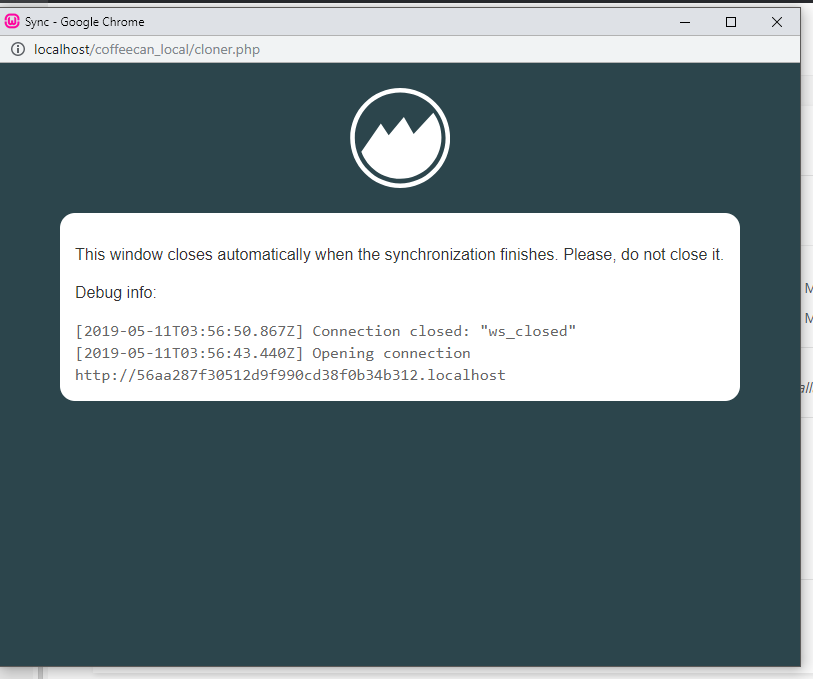 Sync - Google Chrome
localhost/coffeecan_local/cloner.php
This window closes automatically when the synchronization finishes. Please, do not close it.
Debug info:
[2019-05-11T03:56:50.867Z] Connection closed: "ws_closed"
[2019-05-11T03:56:43.440Z] Opening connection
http://56aa287f30512d9f990cd38f0b34b312.localhost
M
M